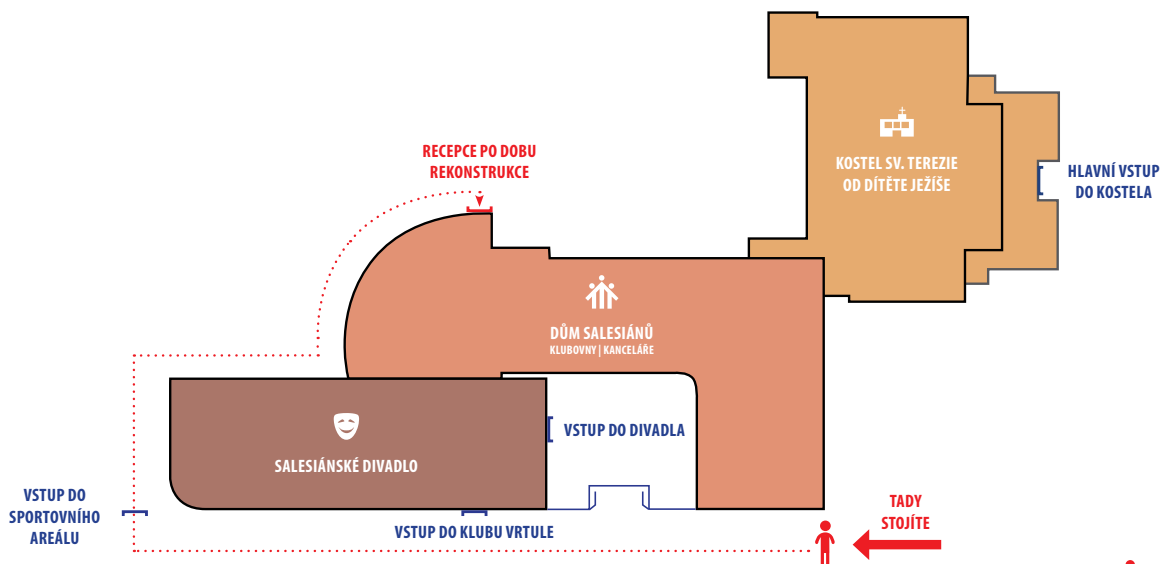 RECEPCE PO DOBU
REKONSTRUKCE
KOSTEL SV. TEREZIE
OD DÍTĚTE JEŽÍŠE
HLAVNÍ VSTUP
DO KOSTELA
DŮM SALESIÁNŮ
KLUBOVNY | KANCELÁŘE
VSTUP DO DIVADLA
SALESIÁNSKÉ DIVADLO
VSTUP DO
SPORTOVNÍHO
AREÁLU
VSTUP DO KLUBU VRTULE
TADY
STOJÍTE